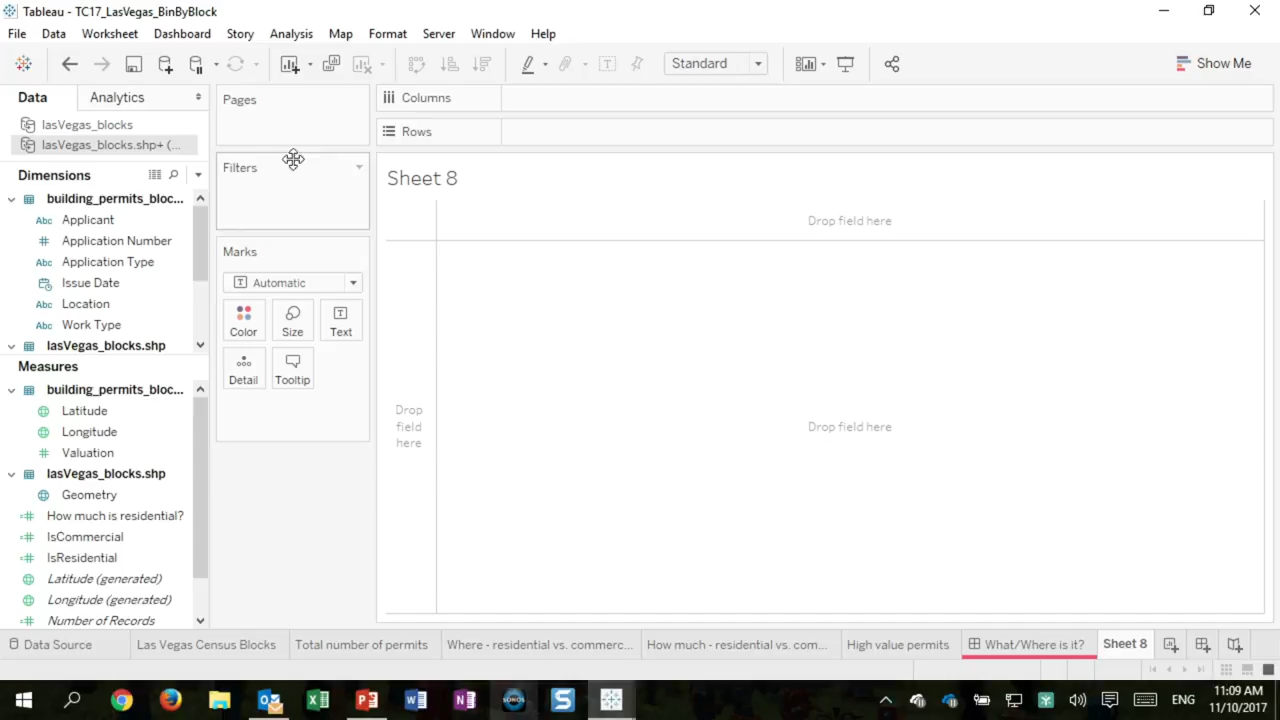 Tableau - TC17_LasVegas_BinByBlock
File Data Worksheet Dashboard Story Analysis Map Format Server Window Help
Standard
Show Me
Data Analytics
lasVegas_blocks
lasVegas_blocks.shp+ (...
Dimensions
building_permits_bloc...
Abc Applicant
# Application Number
Abc Application Type
Issue Date
Abc Location
Abc Work Type
lasVegas_blocks.shp
Measures
building_permits_bloc...
Latitude
Longitude
# Valuation
lasVegas_blocks.shp
Geometry
How much is residential?
IsCommercial
IsResidential
Latitude (generated)
Longitude (generated)
Number of Records
Pages
Filters
Marks
T Automatic
Color Size Text
Detail Tooltip
Columns
Rows
Sheet 8
Drop field here
Drop
field
here
Drop field here
Data Source Las Vegas Census Blocks Total number of permits Where - residential vs. commerc... How much - residential vs. com... High value permits What/Where is it? Sheet 8
SONOS
ENG
11:09 AM
11/10/2017